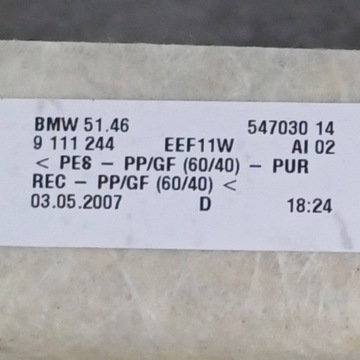 BMW 51.46 547030 14
9 111 244 EEF11W AI 02
< PES – PP/GF (60/40) – PUR
REC – PP/GF (60/40) <
03.05.2007 D 18:24